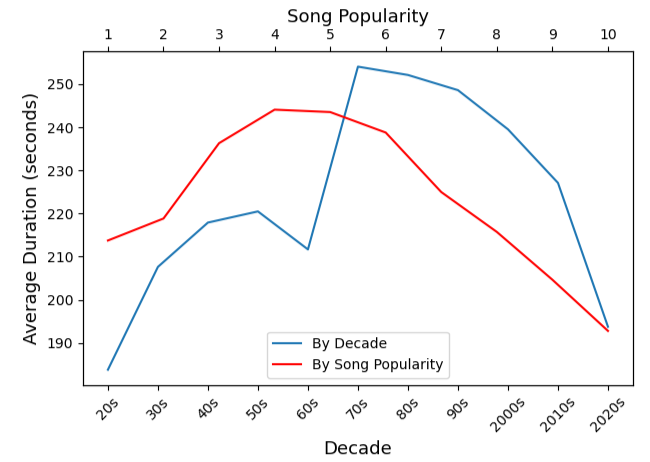 Song Popularity
1 2 3 4 5 6 7 8 9 10
250
240
230
220
210
200
190
Average Duration (seconds)
By Decade
By Song Popularity
20s 30s 40s 50s 60s 70s 80s 90s 2000s 2010s 2020s
Decade